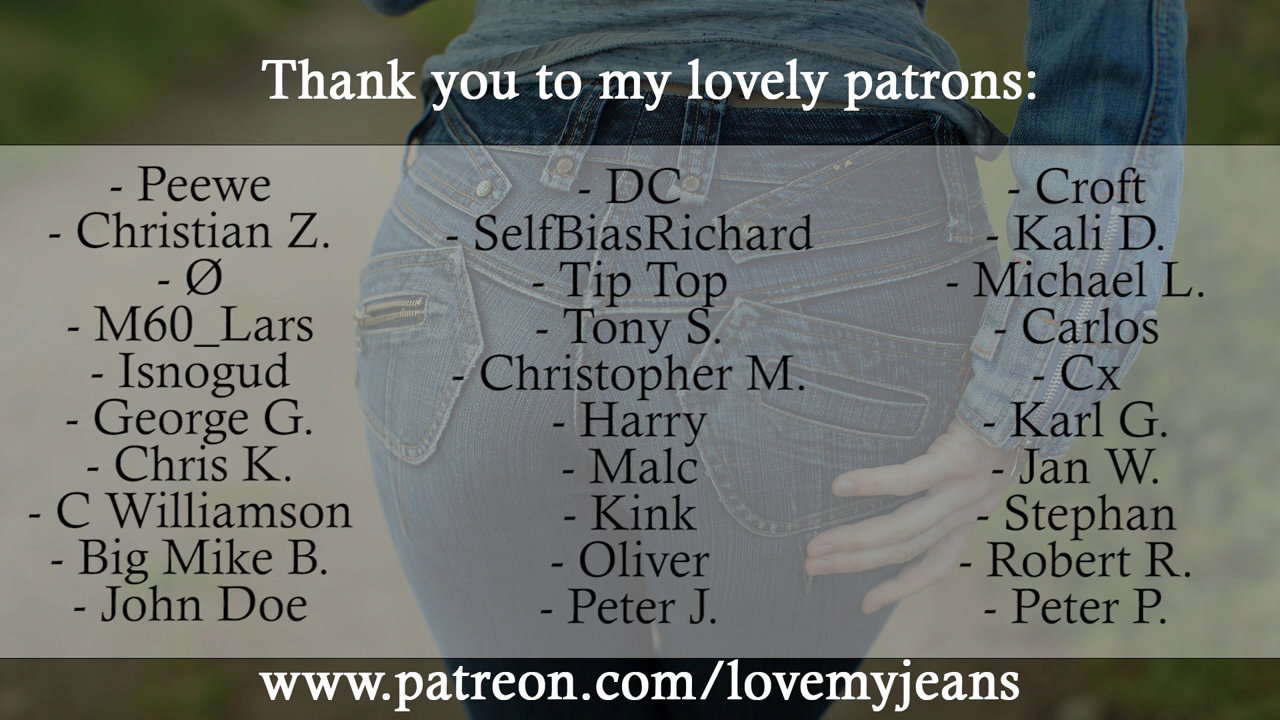 Thank you to my lovely patrons:
- Peewe
- Christian Z.
- Ø
- M60_Lars
- Isnogud
- George G.
- Chris K.
- C Williamson
- Big Mike B.
- John Doe
- DC
- SelfBiasRichard
- Tip Top
- Tony S.
- Christopher M.
- Harry
- Malc
- Kink
- Oliver
- Peter J.
- Croft
- Kali D.
- Michael L.
- Carlos
- Cx
- Karl G.
- Jan W.
- Stephan
- Robert R.
- Peter P.
www.patreon.com/lovemyjeans